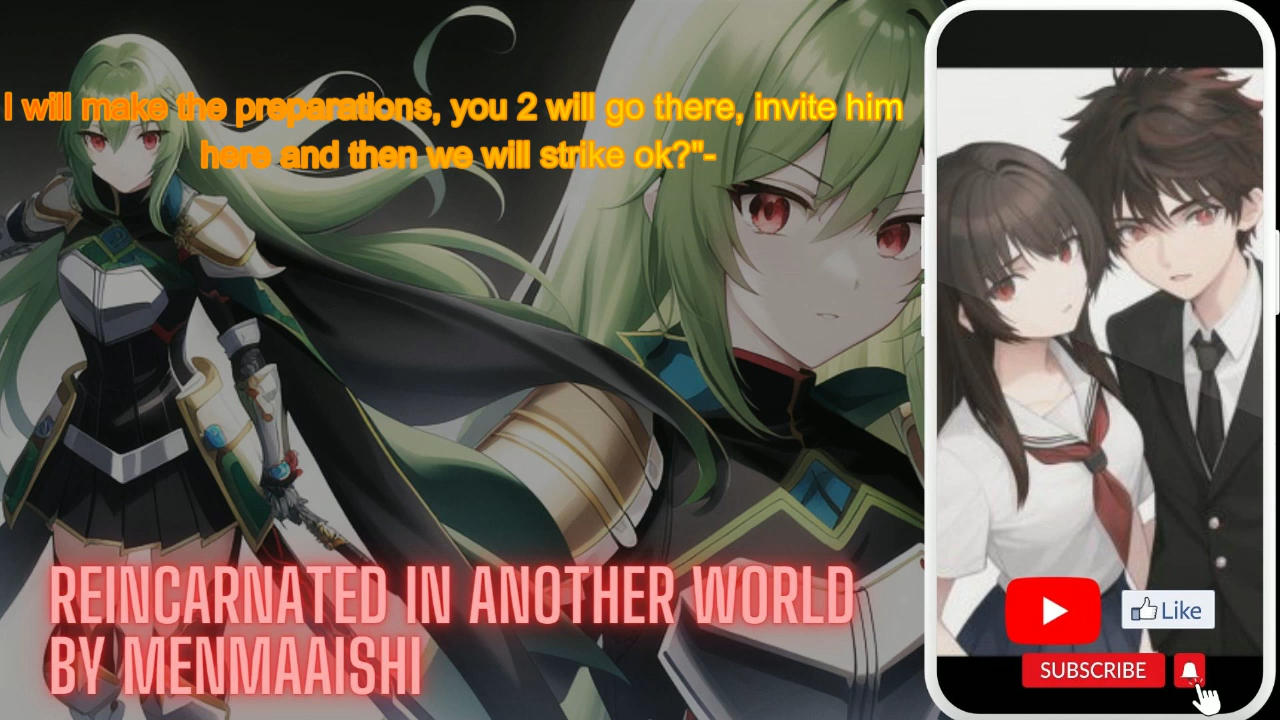 I will make the preparations, you 2 will go there, invite him
here and then we will strike ok?"-
REINCARNATED IN ANOTHER WORLD
BY MENMAAISHI
Like
SUBSCRIBE